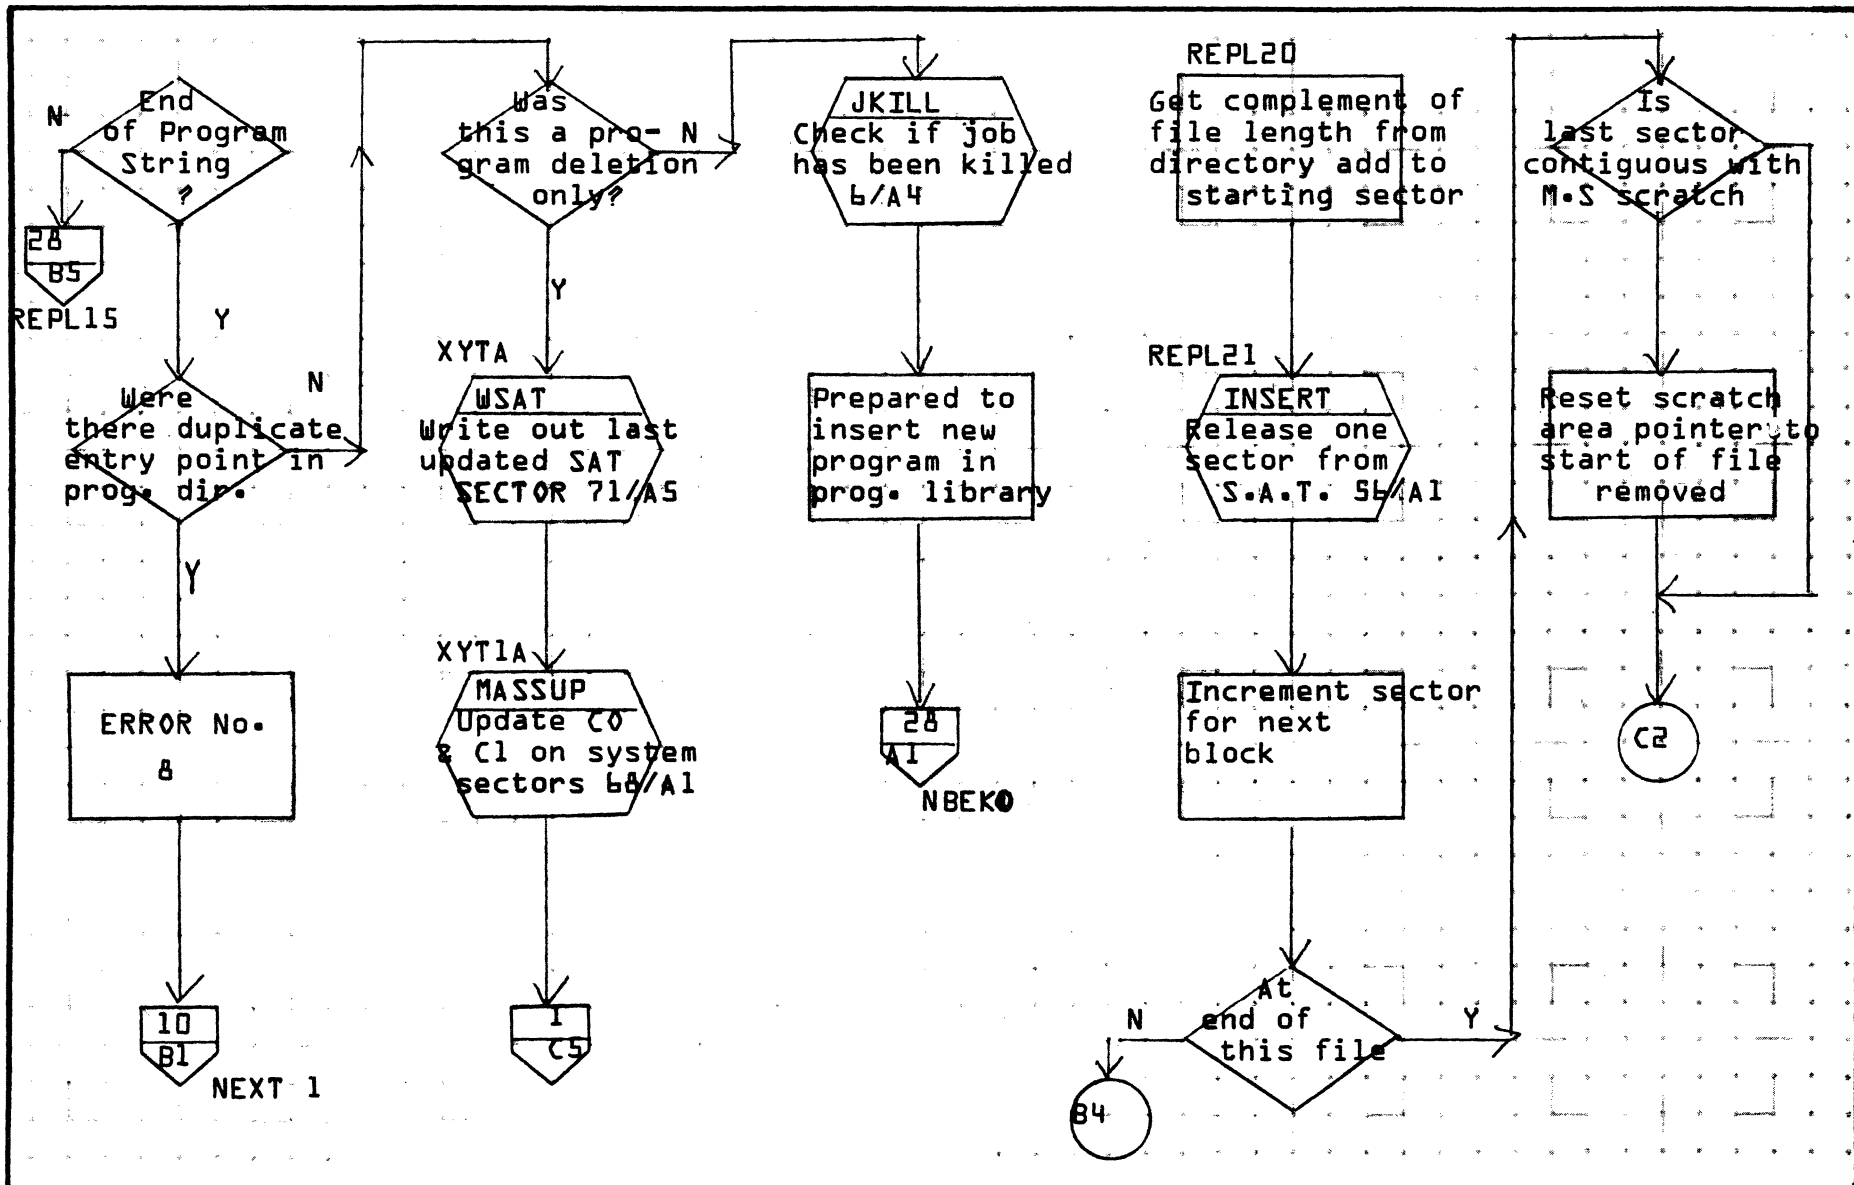 End
of Program
String
?
N
28
B5
REPL15
Y
Were
there duplicate
entry point in
prog. dir.
N
Y
ERROR No.
8
10
B1
NEXT 1
Was
this a pro-
gram deletion
only?
N
Y
XYTA
WSAT
Write out last
updated SAT
SECTOR 71/A5
XYT1A
MASSUP
Update C0
& C1 on system
sectors 68/A1
1
C5
JKILL
Check if job
has been killed
6/A4
Prepared to
insert new
program in
prog. library
28
A1
REPL20
Get complement of
file length from
directory add to
starting sector
REPL21
INSERT
Release one
sector from
S.A.T. 56/A1
Increment sector
for next
block
At
end of
this file
N
Y
B4
Is
last sector
contiguous with
M.S scratch
Reset scratch
area pointer to
start of file
removed
C2